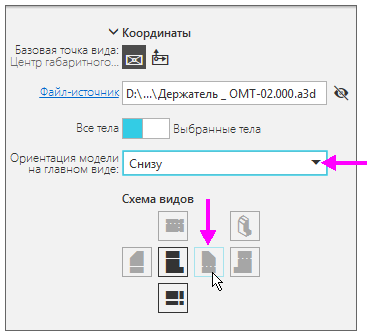 Координаты
Базовая точка вида:
Центр габаритного...
Файл-источник D:\...\Держатель _ ОМТ-02.000.a3d
Все тела Выбранные тела
Ориентация модели
на главном виде: Снизу
Схема видов